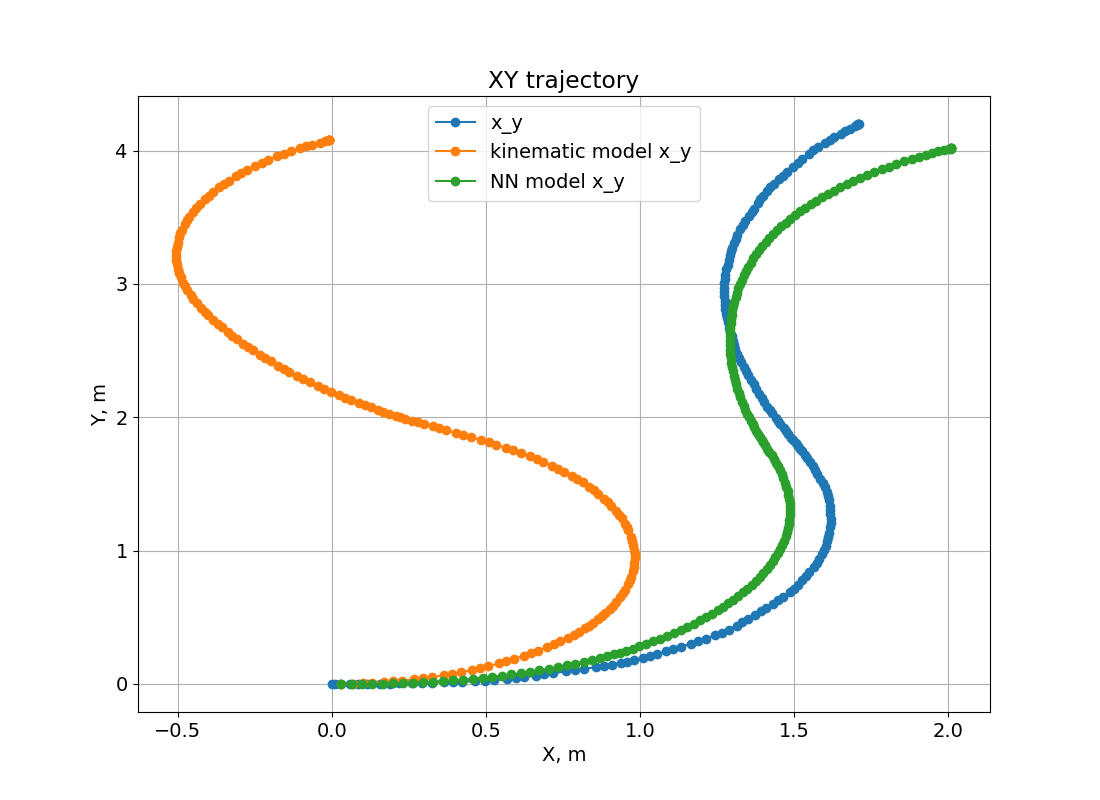 XY trajectory
x_y
kinematic model x_y
NN model x_y
4
3
2
1
0
Y, m
−0.5 0.0 0.5 1.0 1.5 2.0
X, m